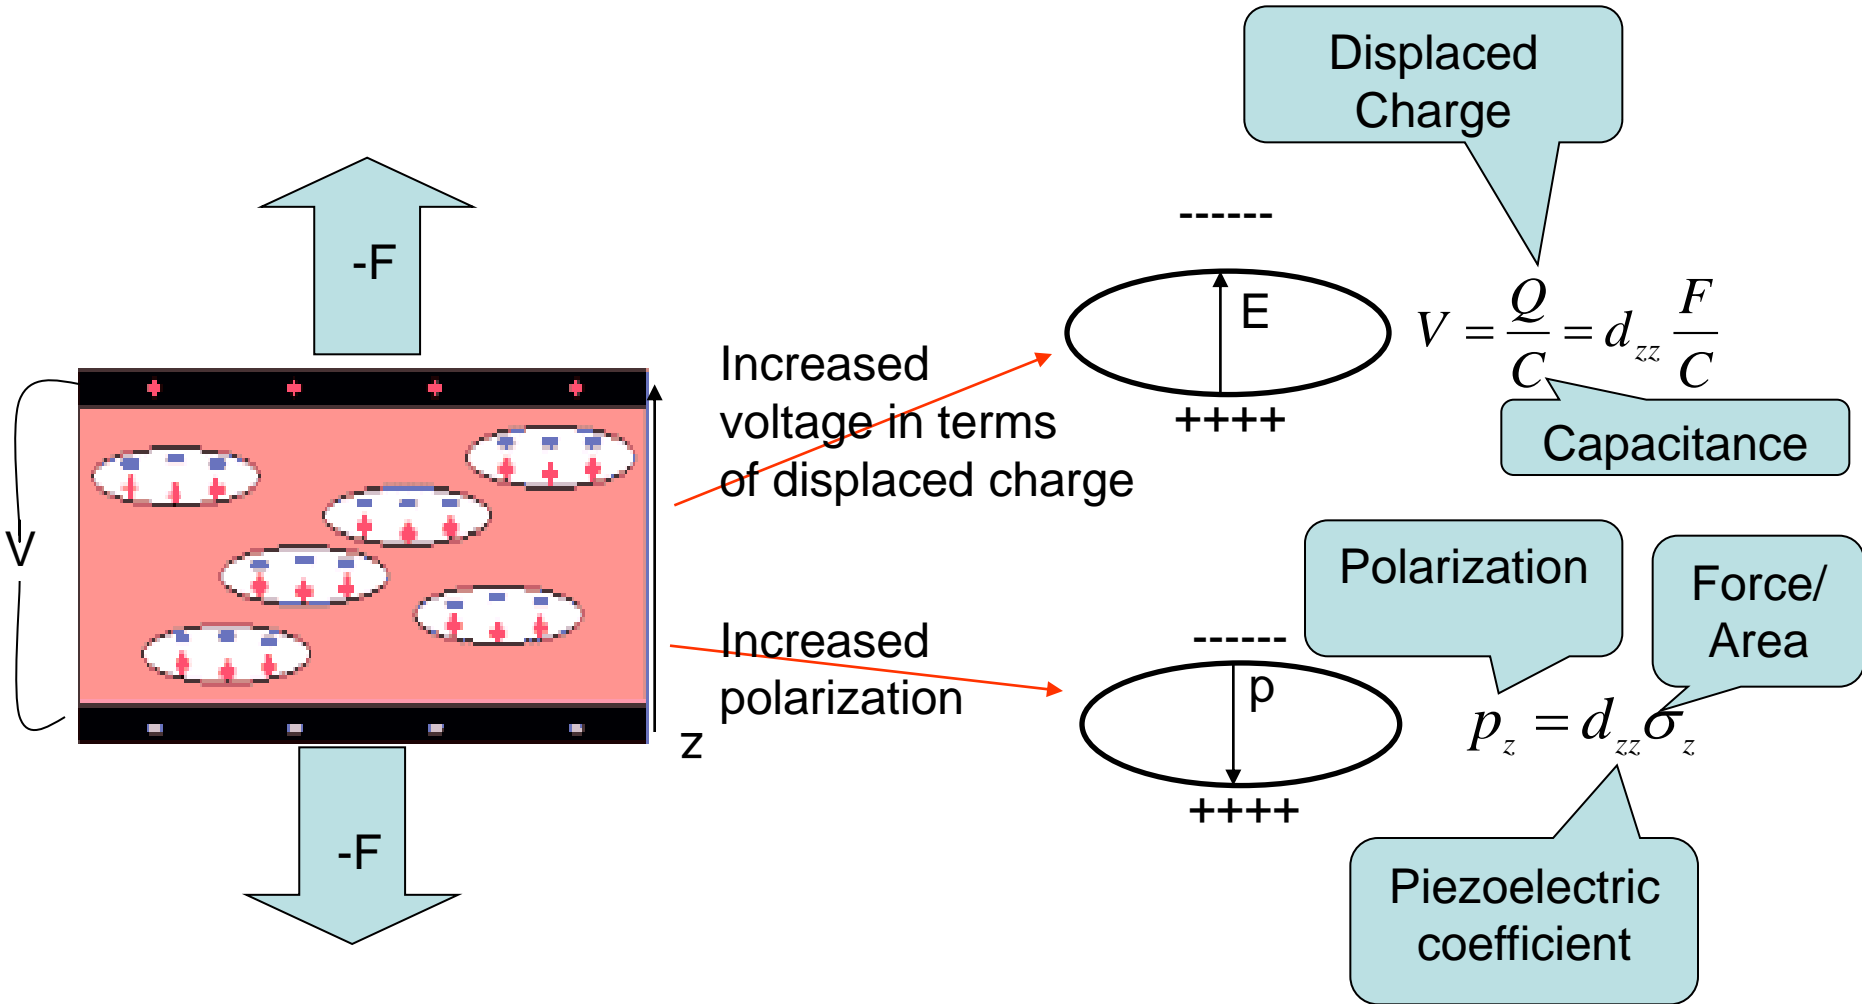 Displaced
Charge
-F
------
E
V = Q/C = d_zz F/C
++++
Increased
voltage in terms
of displaced charge
Capacitance
V
Polarization
Force/
Area
Increased
polarization
------
p
p_z = d_zz σ_z
z
++++
-F
Piezoelectric
coefficient